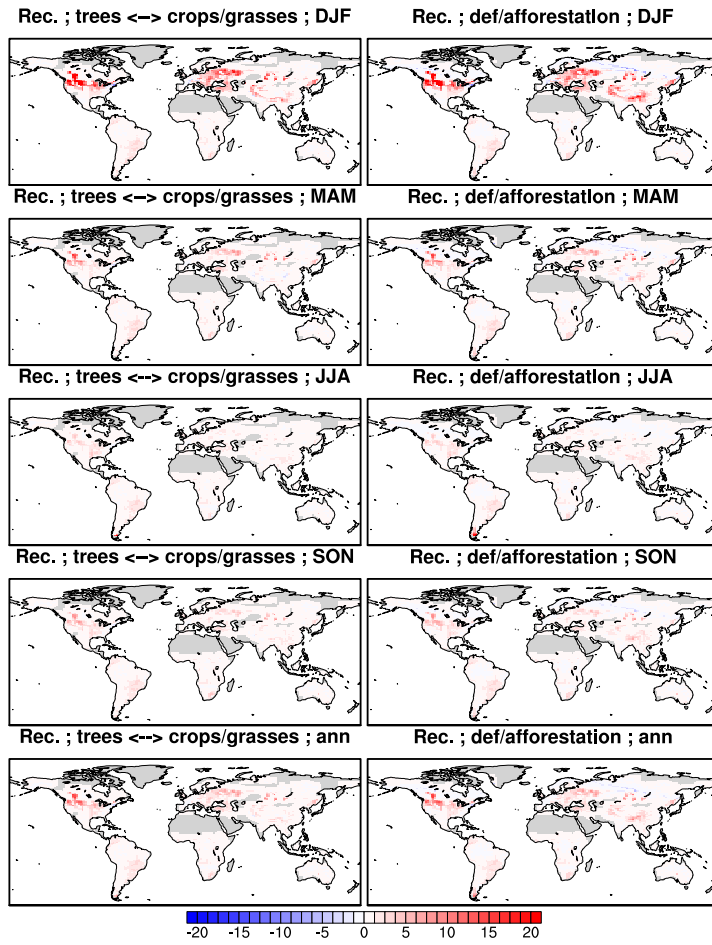 Rec. ; trees <--> crops/grasses ; DJF
Rec. ; def/afforestation ; DJF
Rec. ; trees <--> crops/grasses ; MAM
Rec. ; def/afforestation ; MAM
Rec. ; trees <--> crops/grasses ; JJA
Rec. ; def/afforestation ; JJA
Rec. ; trees <--> crops/grasses ; SON
Rec. ; def/afforestation ; SON
Rec. ; trees <--> crops/grasses ; ann
Rec. ; def/afforestation ; ann
-20 -15 -10 -5 0 5 10 15 20